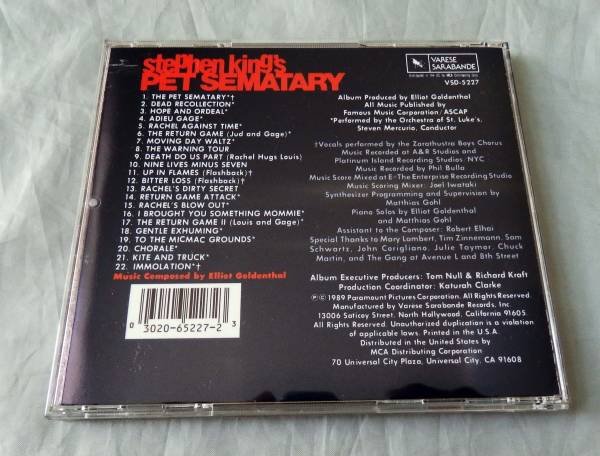 stephen king's
PET SEMATARY
VARESE
SARABANDE
VSD-5227
1. THE PET SEMATARY*†
2. DEAD RECOLLECTION*
3. HOPE AND ORDEAL*
4. ADIEU GAGE*
5. RACHEL AGAINST TIME*
6. THE RETURN GAME (Jud and Gage)*
7. MOVING DAY WALTZ*
8. THE WARNING TOUR
9. DEATH DO US PART (Rachel Hugs Louis)
10. NINE LIVES MINUS SEVEN
11. UP IN FLAMES (Flashback)†
12. BITTER LOSS (Flashback)†*
13. RACHEL'S DIRTY SECRET
14. RETURN GAME ATTACK*
15. RACHEL'S BLOW OUT*
16. I BROUGHT YOU SOMETHING MOMMIE*
17. THE RETURN GAME II (Louis and Gage)*
18. GENTLE EXHUMING*
19. TO THE MICMAC GROUNDS*
20. CHORALE*
21. KITE AND TRUCK*
22. IMMOLATION*†
Music Composed by Elliot Goldenthal
0 3020-65227-2 3
Album Produced by Elliot Goldenthal
All Music Published by
Famous Music Corporation ASCAP
*Performed by the Orchestra of St. Luke's,
Steven Mercurio, Conductor
†Vocals performed by the Zarathustra Boys Chorus
Music Recorded at A&R Studios and
Platinum Island Recording Studios: NYC
Music Recorded by Phil Bulla
Music Score Mixed at E-The Enterprise Recording Studio
Music Scoring Mixer: Joel Iwataki
Synthesizer Programming and Supervision by
Matthias Gohl
Piano Solos by Elliot Goldenthal
and Matthias Gohl
Assistant to the Composer: Robert Elhai
Special Thanks to Mary Lambert, Tim Zinnemann, Sam
Schwartz, John Corigliano, Julie Taymor, Chuck
Martin, and The Gang at Avenue L and 8th Street
Album Executive Producers: Tom Null & Richard Kraft
Production Coordinator: Katurah Clarke
℗© 1989 Paramount Pictures Corporation. All Rights Reserved.
Manufactured by Varese Sarabande Records, Inc.
13006 Saticoy Street, North Hollywood, California 91605.
All Rights Reserved. Unauthorized duplication is a violation
of applicable laws. Printed in the U.S.A.
Distributed in the United States by
MCA Distributing Corporation
70 Universal City Plaza, Universal City, CA 91608